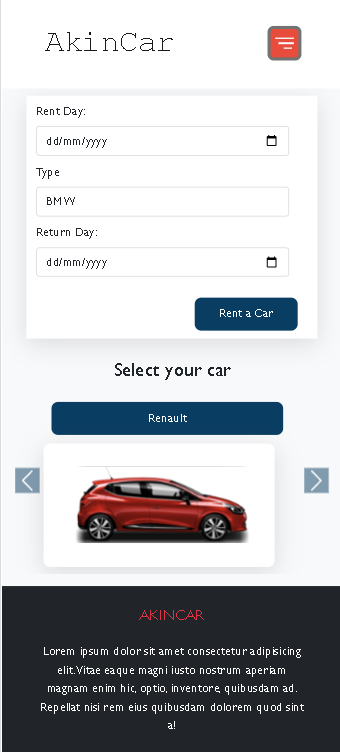 AkinCar
Rent Day:
dd/mm/yyyy
Type
BMW
Return Day:
dd/mm/yyyy
Rent a Car
Select your car
Renault
AKINCAR
Lorem ipsum dolor sit amet consectetur adipisicing
elit. Vitae eaque magni iusto nostrum aperiam
magnam enim hic, optio, inventore, quibusdam ad.
Repellat nisi rem eius quibusdam dolorem quod sint
a!